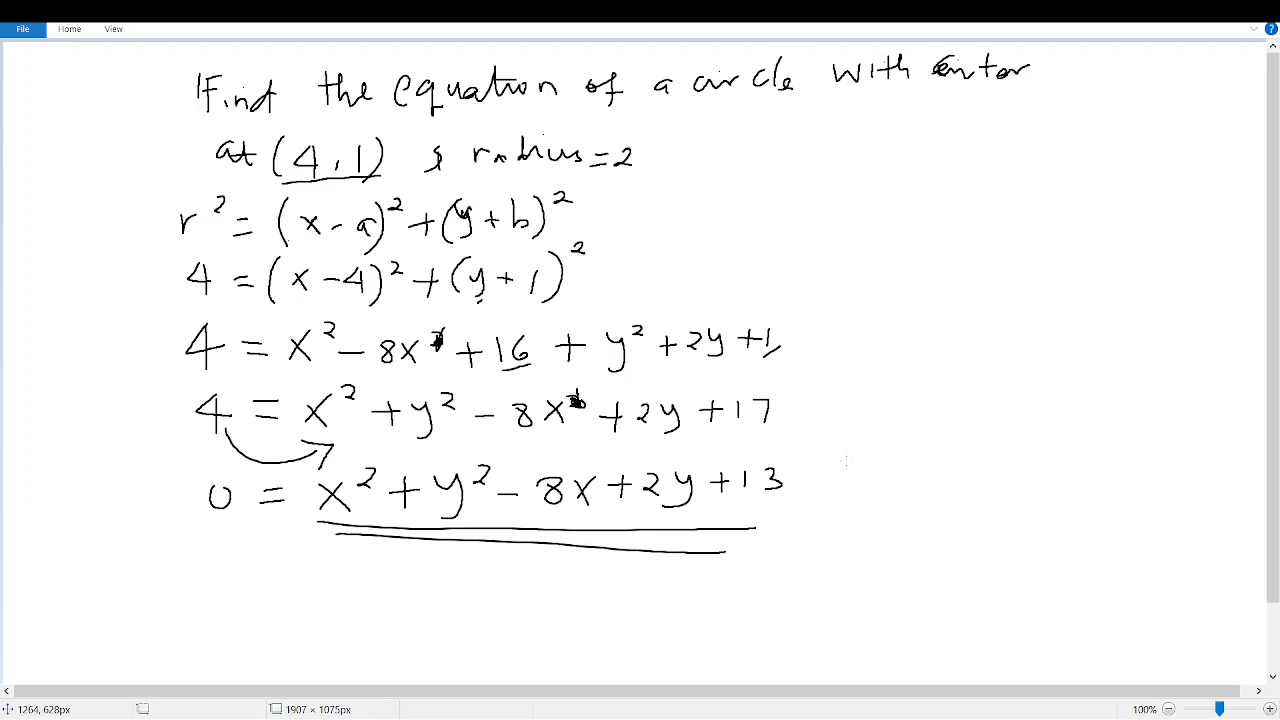 File Home View
Find the equation of a circle with center
at (4,1) & radius=2
r² = (x-a)² + (y+b)²
4 = (x-4)² + (y+1)²
4 = x² - 8x + 16 + y² + 2y + 1
4 = x² + y² - 8x + 2y + 17
0 = x² + y² - 8x + 2y + 13
1264, 628px 1907 × 1075px 100%